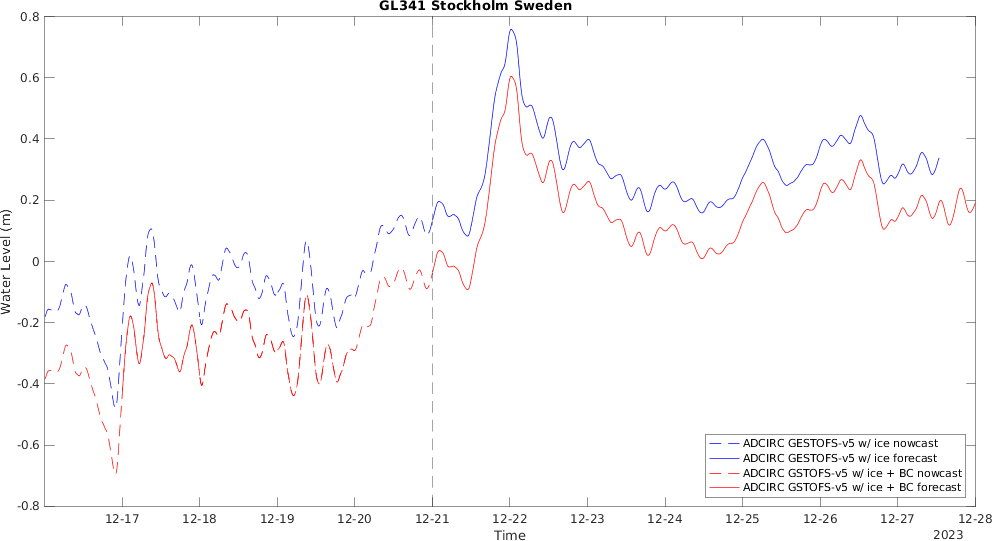 GL341 Stockholm Sweden
0.8
0.6
0.4
0.2
0
-0.2
-0.4
-0.6
-0.8
Water Level (m)
12-17 12-18 12-19 12-20 12-21 12-22 12-23 12-24 12-25 12-26 12-27 12-28
Time
2023
ADCIRC GESTOFS-v5 w/ ice nowcast
ADCIRC GESTOFS-v5 w/ ice forecast
ADCIRC GSTOFS-v5 w/ ice + BC nowcast
ADCIRC GSTOFS-v5 w/ ice + BC forecast